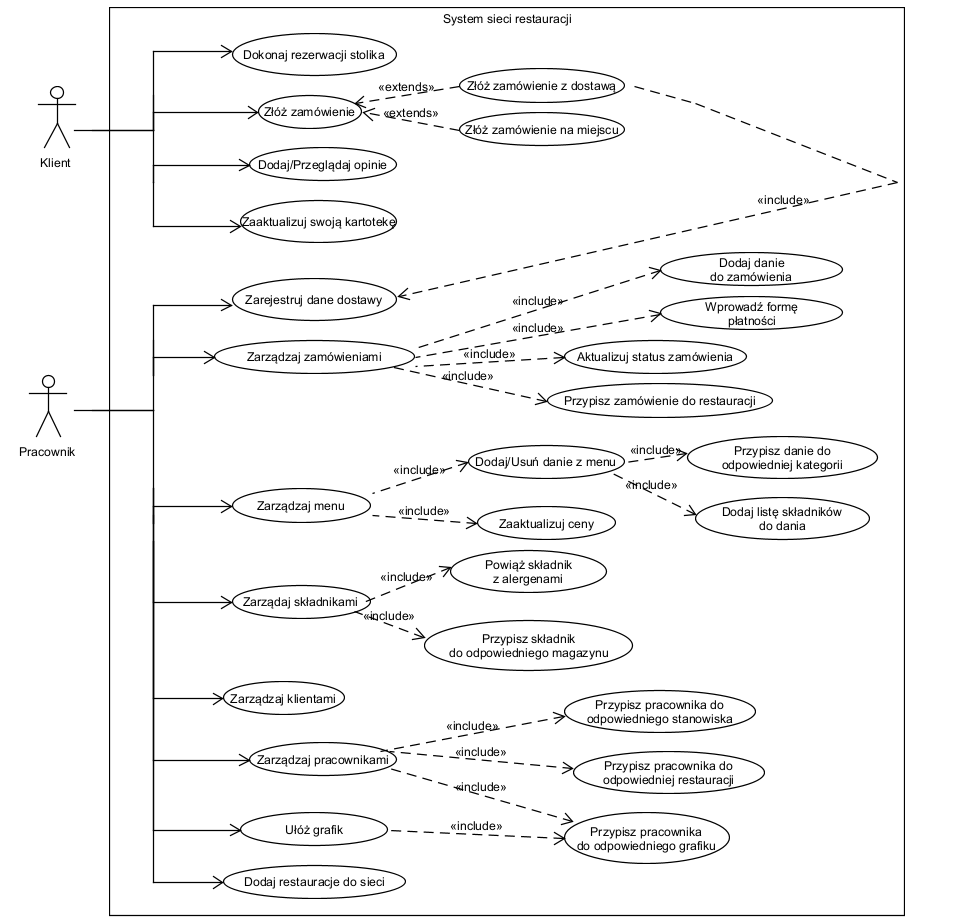 System sieci restauracji
Dokonaj rezerwacji stolika
«extends»
Złóż zamówienie z dostawą
Złóż zamówienie
«extends»
Złóż zamówienie na miejscu
Klient
Dodaj/Przeglądaj opinie
«include»
Zaaktualizuj swoją kartotekę
Zarejestruj dane dostawy
Dodaj danie
do zamówienia
«include»
Wprowadź formę
płatności
«include»
Zarządzaj zamówieniami
«include»
Aktualizuj status zamówienia
«include»
Przypisz zamówienie do restauracji
Pracownik
Dodaj/Usuń danie z menu
«include»
Przypisz danie do
odpowiedniej kategorii
«include»
«include»
Zarządzaj menu
«include»
Zaaktualizuj ceny
Dodaj listę składników
do dania
Powiąż składnik
z alergenami
«include»
Zarządaj składnikami
«include»
Przypisz składnik
do odpowiedniego magazynu
Zarządzaj klientami
Przypisz pracownika do
odpowiedniego stanowiska
«include»
Zarządzaj pracownikami
«include»
Przypisz pracownika do
odpowiedniej restauracji
«include»
Ułóż grafik
«include»
Przypisz pracownika
do odpowiedniego grafiku
Dodaj restauracje do sieci